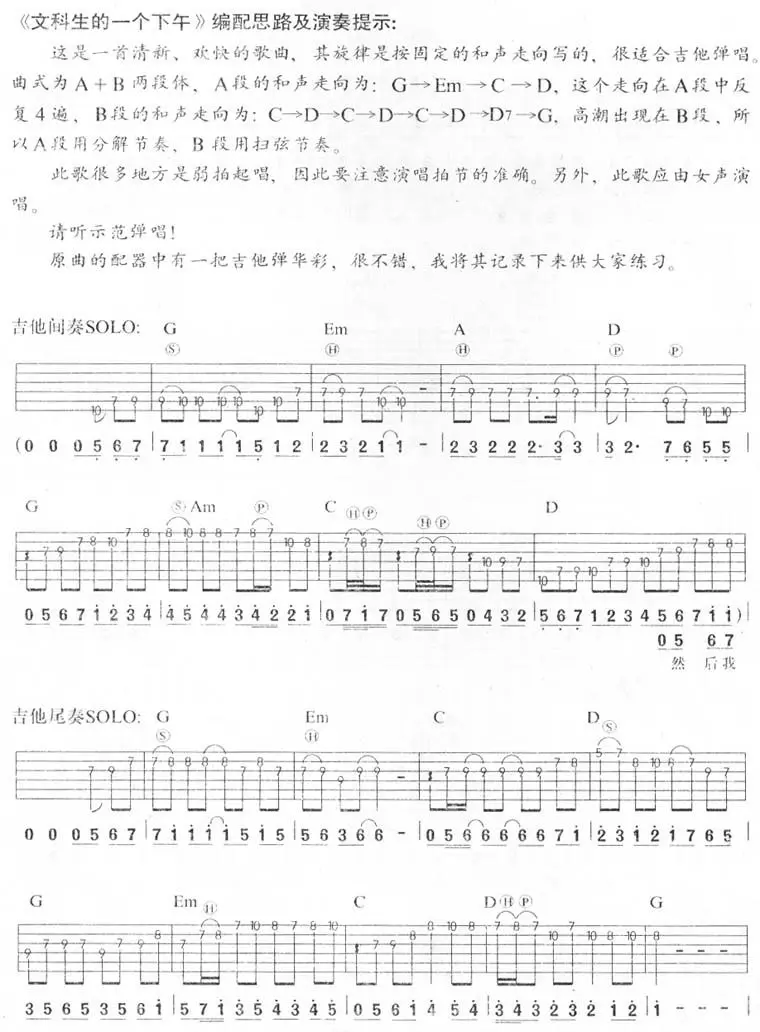 《文科生的一个下午》编配思路及演奏提示:
这是一首清新、欢快的歌曲，其旋律是按固定的和声走向写的，很适合吉他弹唱。
曲式为A＋B两段体，A段的和声走向为：G→Em→C→D，这个走向在A段中反
复4遍，B段的和声走向为：C→D→C→D→C→D→D7→G，高潮出现在B段，所
以A段用分解节奏、B段用扫弦节奏。
此歌很多地方是弱拍起唱，因此要注意演唱拍节的准确。另外，此歌应由女声演
唱。
请听示范弹唱！
原曲的配器中有一把吉他弹华彩，很不错，我将其记录下来供大家练习。
吉他间奏SOLO: G Em A D
S H H P P
(0 0 0 5 6 7 | 7 1 1 1 1 5 1 2 | 2 3 2 1 1 - | 2 3 2 2 2· 3 3 | 3 2· 7 6 5 5 |
G S Am P C H P H P D
0 5 6 7 1 2 3 4 | 4 5 4 4 3 4 2 2 1 | 0 7 1 7 0 5 6 5 0 4 3 2 | 5 6 7 1 2 3 4 5 6 7 1 1 )|
0 5 6 7
然 后我
吉他尾奏SOLO: G Em C D
S H S
0 0 0 5 6 7 | 7 1 1 1 1 5 1 5 | 5 6 3 6 6 - | 0 5 6 6 6 6 6 7 1 | 2 3 1 2 1 7 6 5 |
G Em H C D H P G
3 5 6 5 3 5 6 1 | 5 7 1 3 5 4 3 4 5 | 0 5 6 1 4 5 4 | 3 4 3 2 3 2 1 2 | 1 - - - |